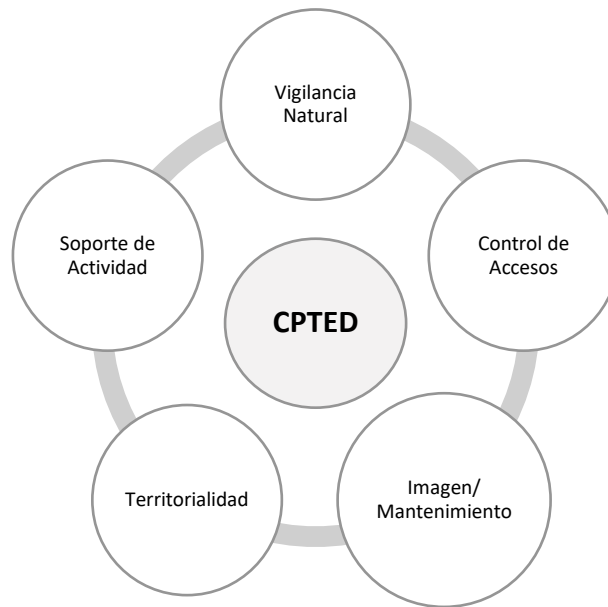 Vigilancia
Natural
Soporte de
Actividad
Control de
Accesos
CPTED
Territorialidad
Imagen/
Mantenimiento